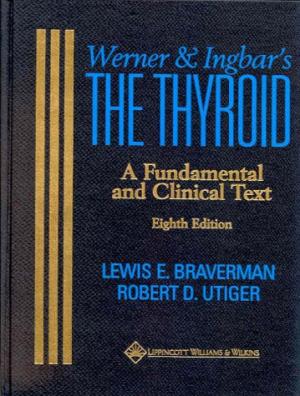 Werner & Ingbar's
THE THYROID
A Fundamental
and Clinical Text
Eighth Edition
LEWIS E. BRAVERMAN
ROBERT D. UTIGER
LIPPINCOTT WILLIAMS & WILKINS